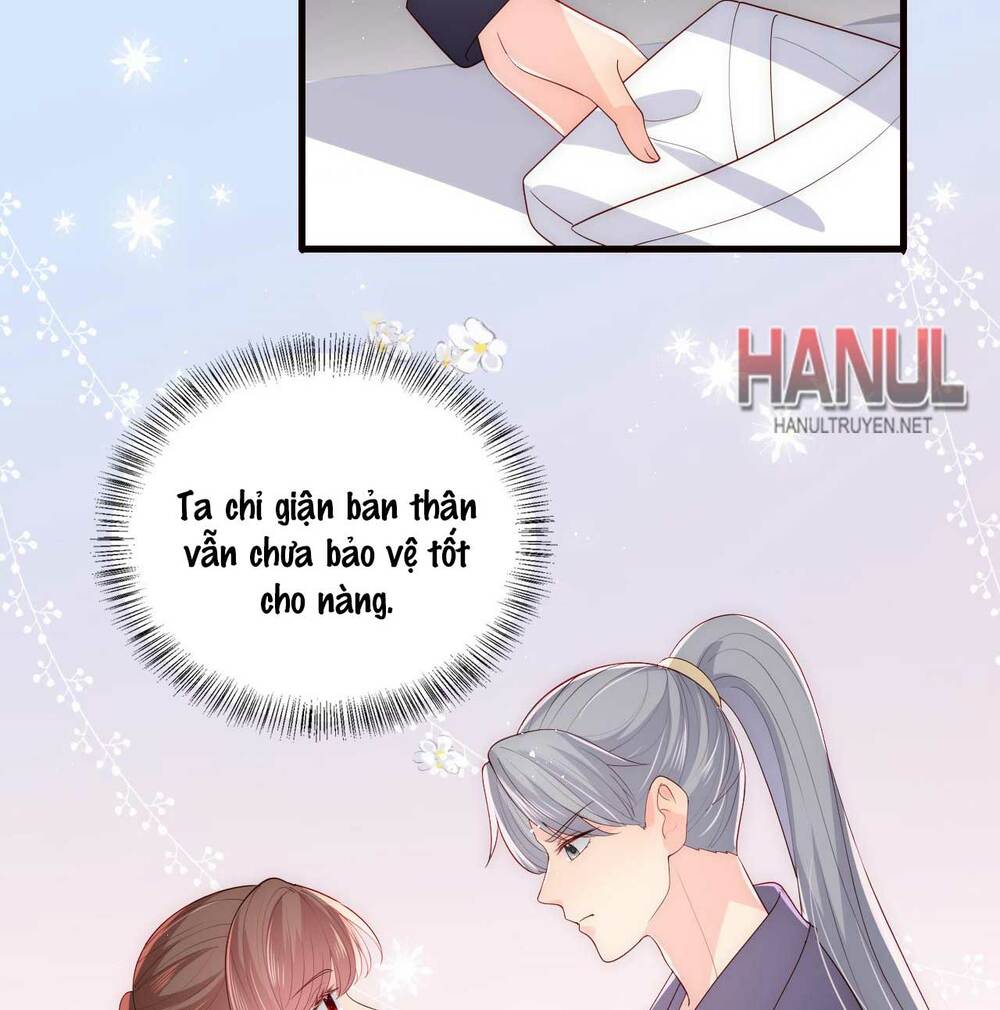 HANUL
HANULTRUYEN.NET
Ta chỉ giận bản thân
vẫn chưa bảo vệ tốt
cho nàng.